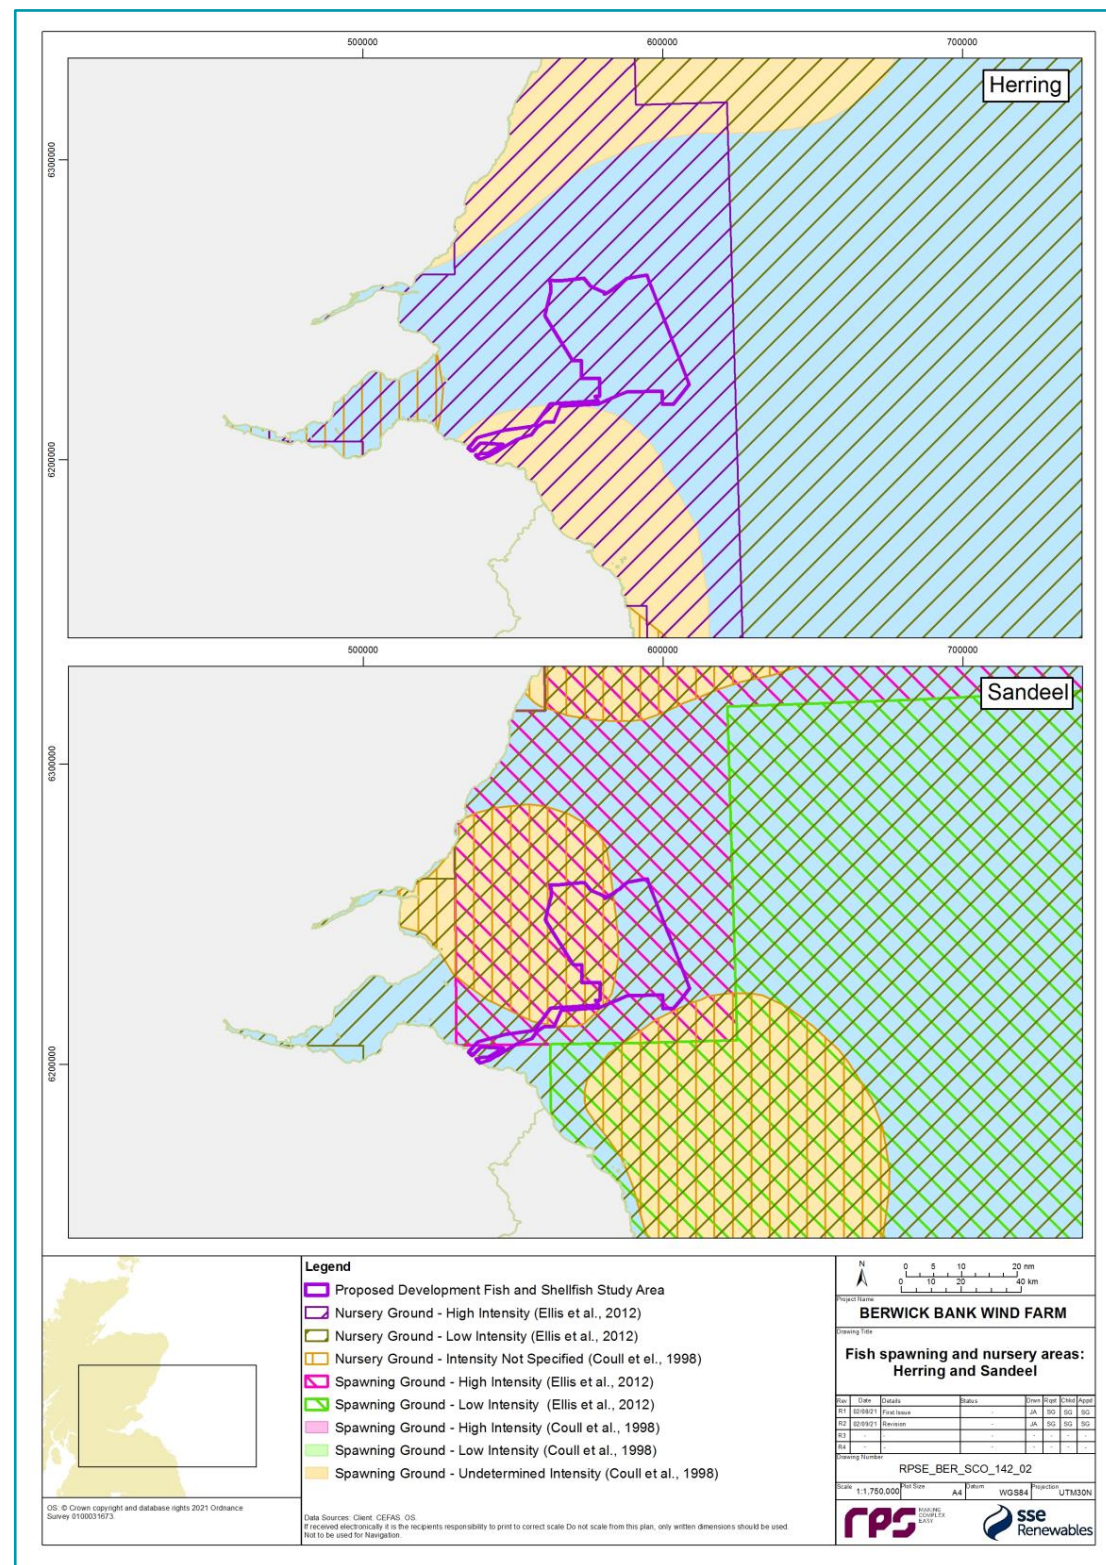 500000
600000
700000
Herring
6300000
6200000
500000
600000
700000
Sandeel
6300000
6200000
Legend
Proposed Development Fish and Shellfish Study Area
Nursery Ground - High Intensity (Ellis et al., 2012)
Nursery Ground - Low Intensity (Ellis et al., 2012)
Nursery Ground - Intensity Not Specified (Coull et el., 1998)
Spawning Ground - High Intensity (Ellis et al., 2012)
Spawning Ground - Low Intensity (Ellis et al., 2012)
Spawning Ground - High Intensity (Coull et al., 1998)
Spawning Ground - Low Intensity (Coull et al., 1998)
Spawning Ground - Undetermined Intensity (Coull et al., 1998)
OS. © Crown copyright and database rights 2021 Ordnance
Survey 0100031673.
Data Sources: Client. CEFAS. OS.
If received electronically it is the recipients responsibility to print to correct scale Do not scale from this plan, only written dimensions should be used.
Not to be used for Navigation.
N
0 5 10 20 nm
0 10 20 40 km
Project Name
BERWICK BANK WIND FARM
Drawing Title
Fish spawning and nursery areas:
Herring and Sandeel
Rev Date Details Status Drwn Rqst Chkd Appd
R1 02/08/21 First Issue - JA SG SG SG
R2 02/09/21 Revision - JA SG SG SG
R3 - - - - - - -
R4 - - - - - - -
Drawing Number
RPSE_BER_SCO_142_02
Scale 1:1,750,000 Plot Size A4 Datum WGS84 Projection UTM30N
rps MAKING
COMPLEX
EASY
sse
Renewables